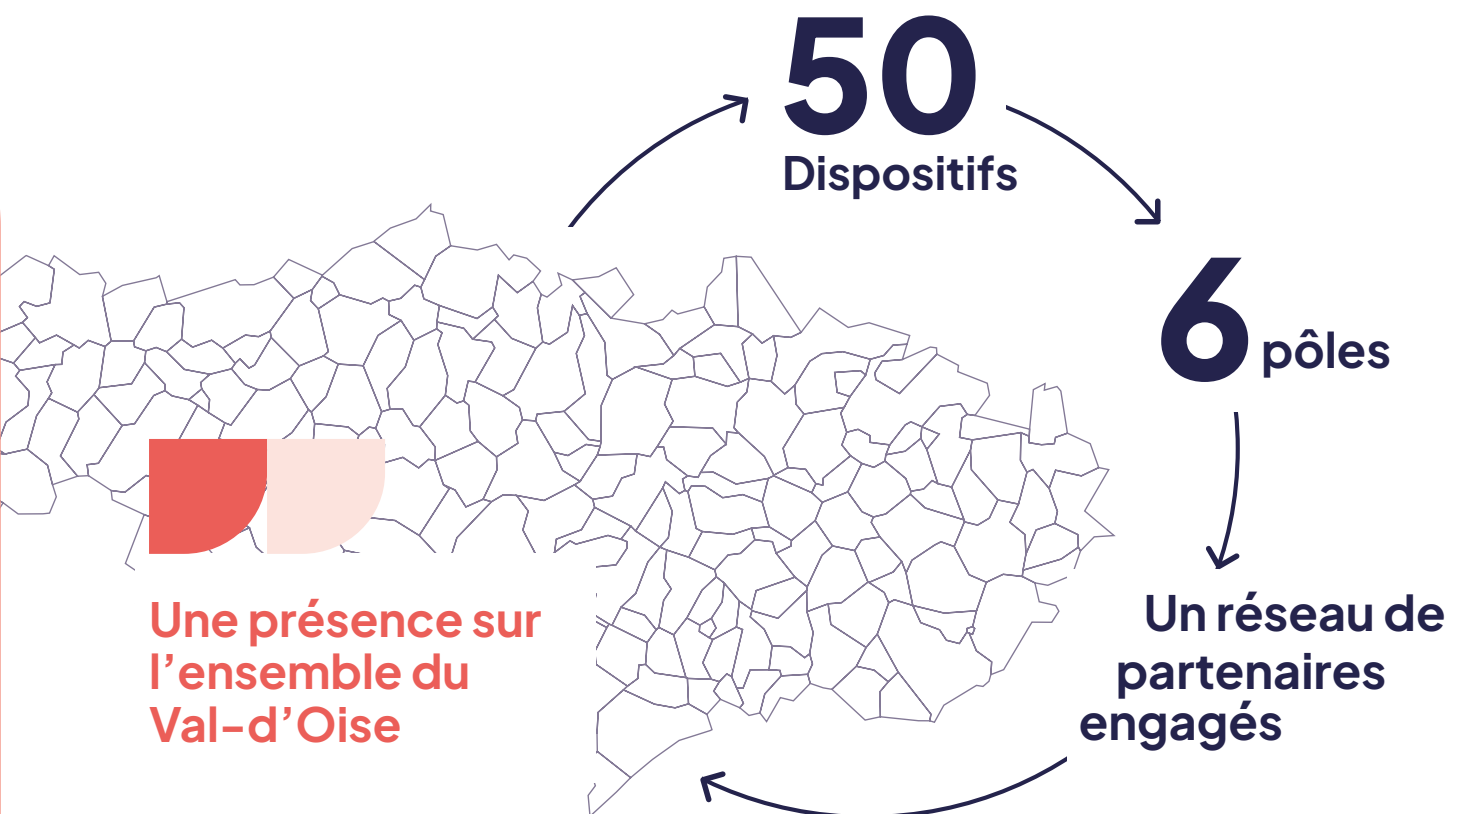 50
Dispositifs
6 pôles
Un réseau de
partenaires
engagés
Une présence sur
l’ensemble du
Val-d’Oise